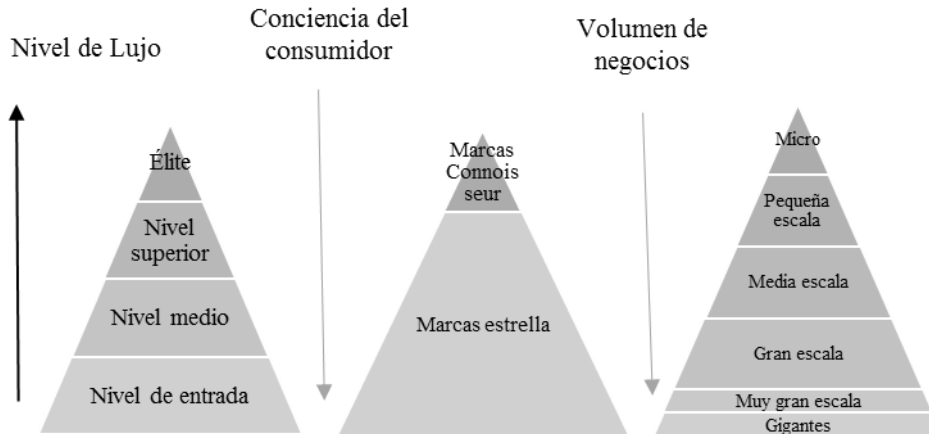 Nivel de Lujo
Conciencia del
consumidor
Volumen de
negocios
Élite
Nivel
superior
Nivel medio
Nivel de entrada
Marcas
Connois
seur
Marcas estrella
Micro
Pequeña
escala
Media escala
Gran escala
Muy gran escala
Gigantes